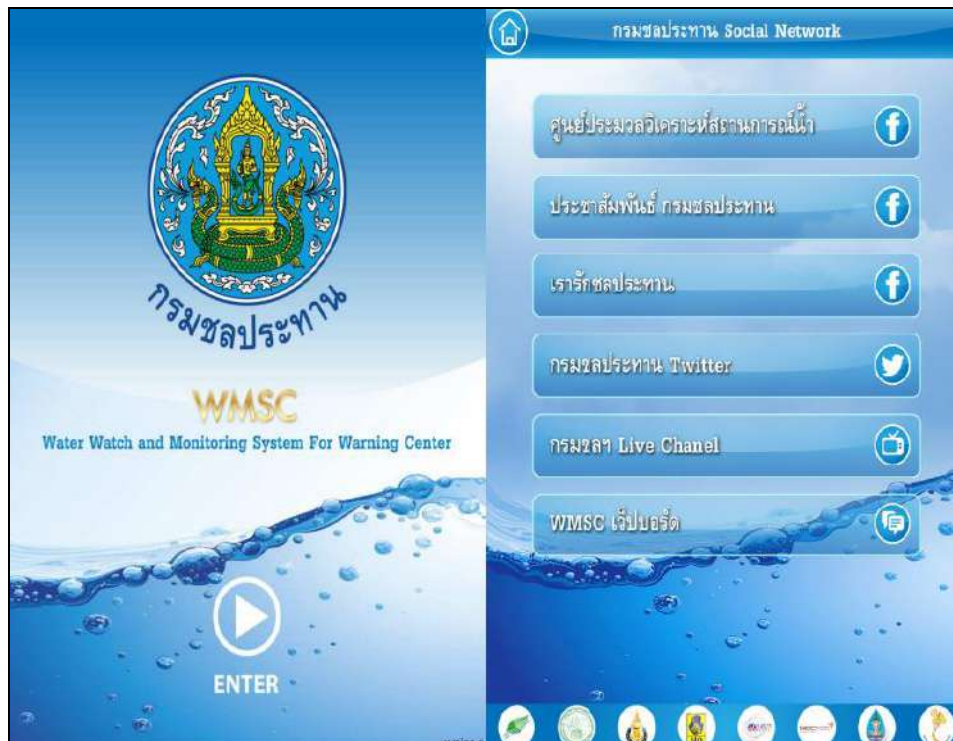 กรมชลประทาน
WMSC
Water Watch and Monitoring System For Warning Center
ENTER
กรมชลประทาน Social Network
ศูนย์ประมวลวิเคราะห์สถานการณ์น้ำ
ประชาสัมพันธ์ กรมชลประทาน
เรารักชลประทาน
กรมชลประทาน Twitter
กรมชลฯ Live Chanel
WMSC เว็ปบอร์ด